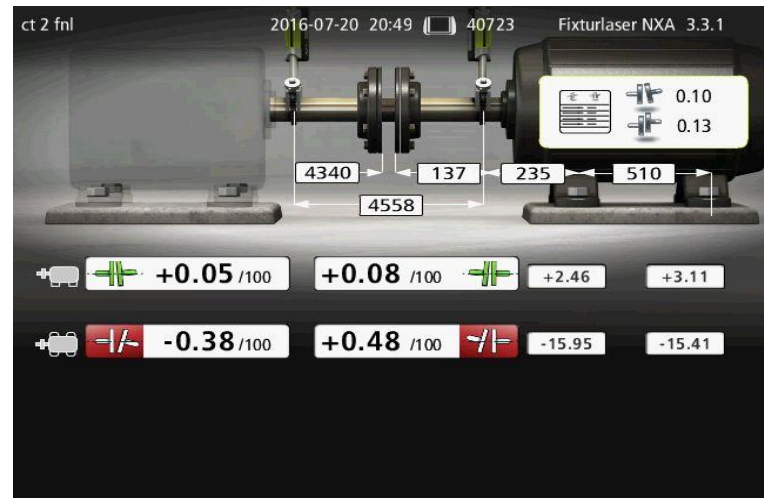 ct 2 fnl 2016-07-20 20:49 40723 Fixturlaser NXA 3.3.1
0.10
0.13
4340 137 235 510
4558
+0.05 /100 +0.08 /100 +2.46 +3.11
-0.38 /100 +0.48 /100 -15.95 -15.41